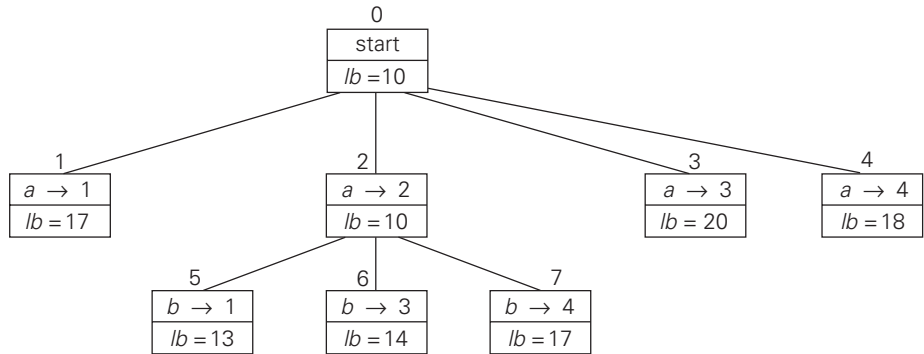 0
start
lb = 10
1 2 3 4
a → 1 a → 2 a → 3 a → 4
lb = 17 lb = 10 lb = 20 lb = 18
5 6 7
b → 1 b → 3 b → 4
lb = 13 lb = 14 lb = 17